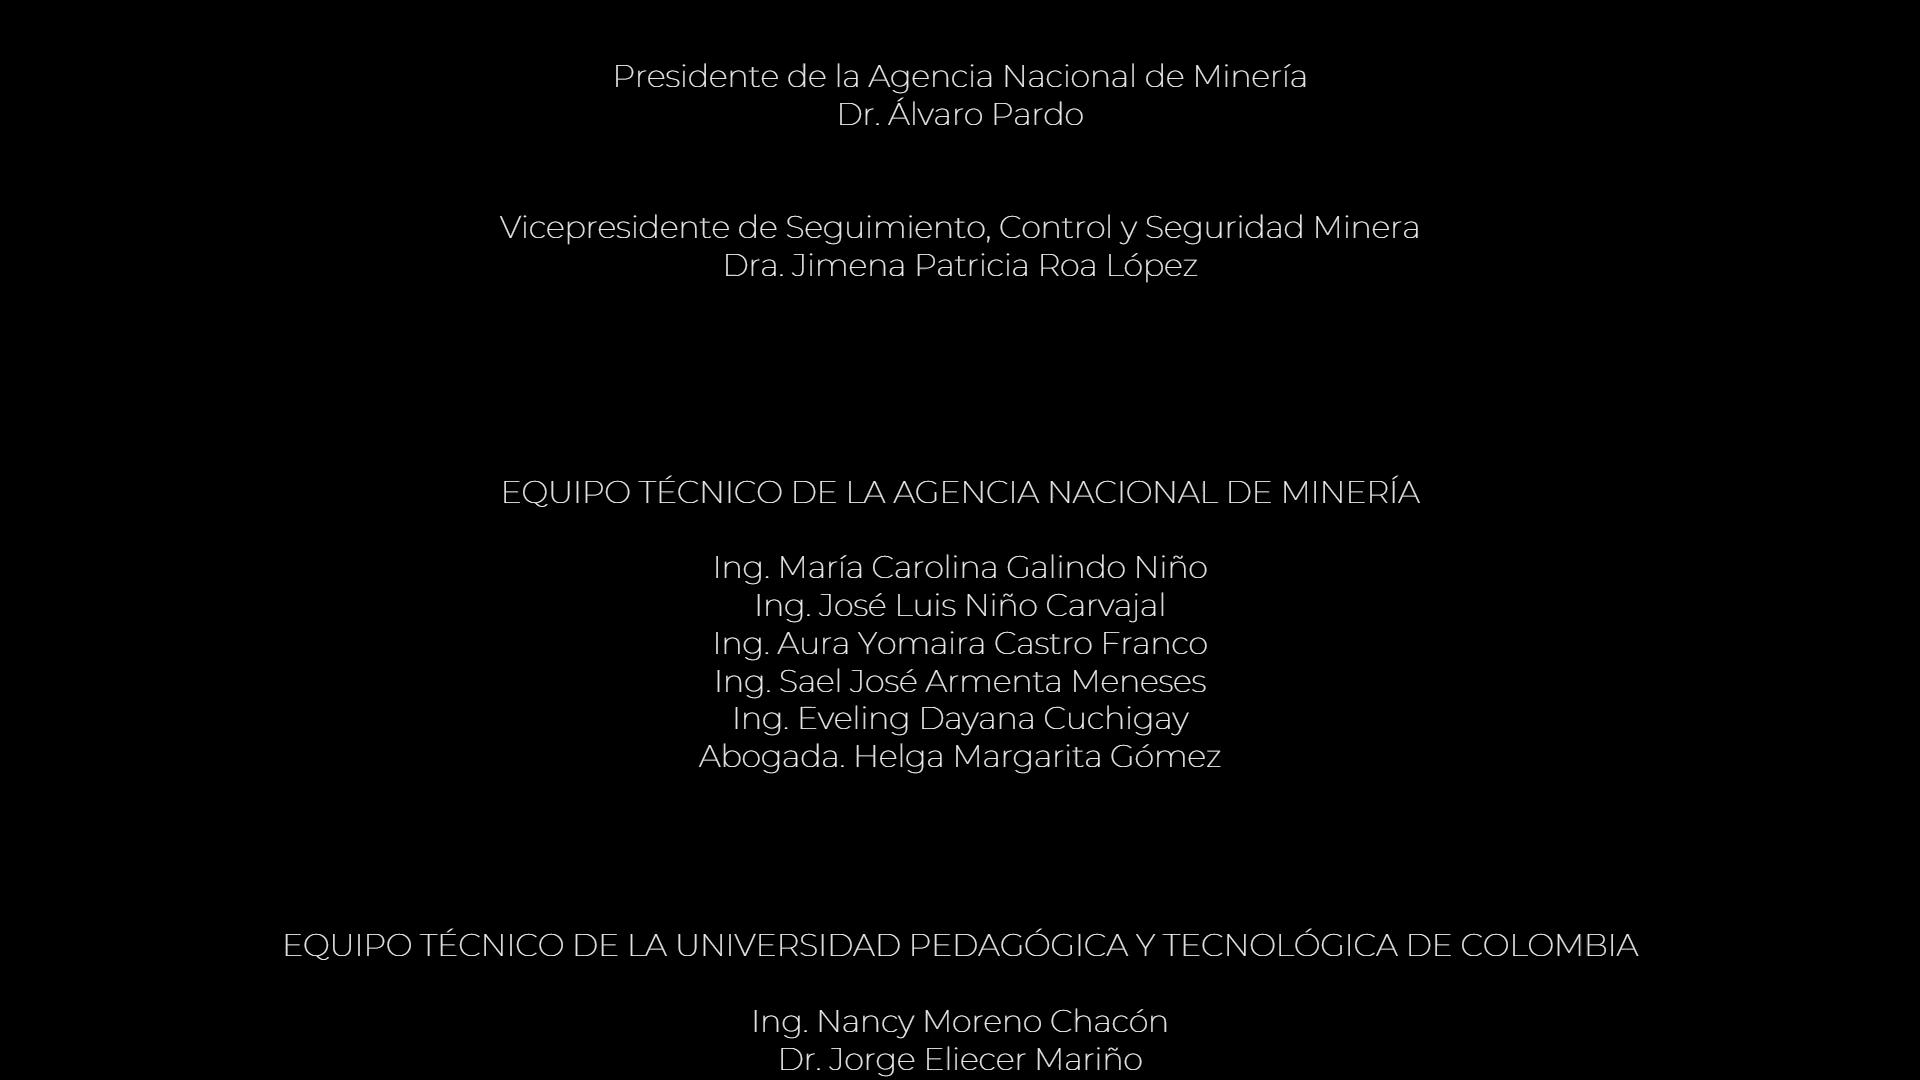 Presidente de la Agencia Nacional de Minería
Dr. Álvaro Pardo
Vicepresidente de Seguimiento, Control y Seguridad Minera
Dra. Jimena Patricia Roa López
EQUIPO TÉCNICO DE LA AGENCIA NACIONAL DE MINERÍA
Ing. María Carolina Galindo Niño
Ing. José Luis Niño Carvajal
Ing. Aura Yomaira Castro Franco
Ing. Sael José Armenta Meneses
Ing. Eveling Dayana Cuchigay
Abogada. Helga Margarita Gómez
EQUIPO TÉCNICO DE LA UNIVERSIDAD PEDAGÓGICA Y TECNOLÓGICA DE COLOMBIA
Ing. Nancy Moreno Chacón
Dr. Jorge Eliecer Mariño